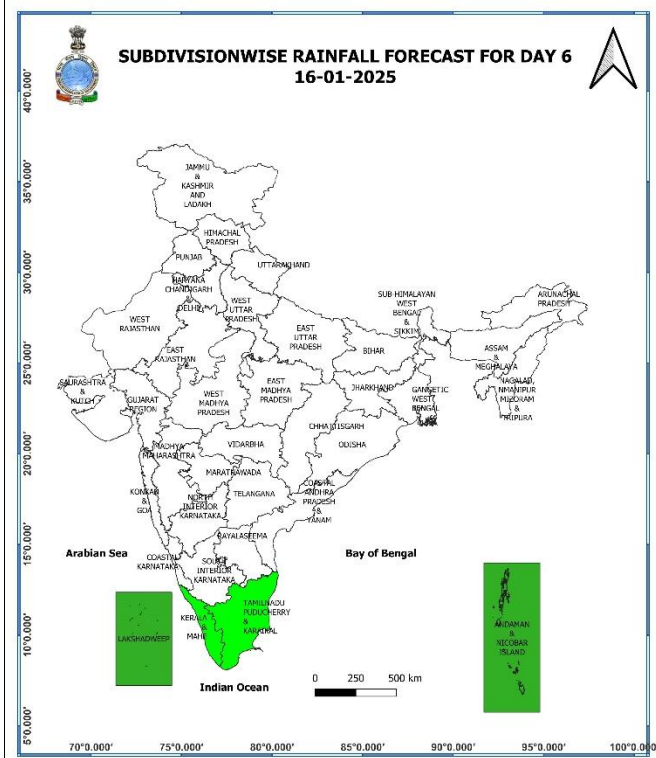 SUBDIVISIONWISE RAINFALL FORECAST FOR DAY 6
16-01-2025
40°0.000'
35°0.000'
30°0.000'
25°0.000'
20°0.000'
15°0.000'
10°0.000'
5°0.000'
JAMMU
&
KASHMIR
AND
LADAKH
HIMACHAL
PRADESH
PUNJAB
UTTARAKHAND
HARYANA
CHANDIGARH
&
DELHI
WEST
UTTAR
PRADESH
WEST
RAJASTHAN
EAST
RAJASTHAN
EAST
UTTAR
PRADESH
SUB-HIMALAYAN
WEST
BENGAL
&
SIKKIM
ARUNACHAL
PRADESH
ASSAM
&
MEGHALAYA
NAGALAD,
NMANIPUR
MIZORAM
&
TRIPURA
BIHAR
JHARKHAND
GANGETIC
WEST
BENGAL
SAURASHTRA
&
KUTCH
GUJARAT
REGION
WEST
MADHYA
PRADESH
EAST
MADHYA
PRADESH
CHHATTISGARH
ODISHA
MADHYA
MAHARASHTRA
VIDARBHA
MARATHWADA
TELANGANA
KONKAN
&
GOA
NORTH
INTERIOR
KARNATAKA
COASTAL
ANDHRA
PRADESH
&
YANAM
RAYALASEEMA
Arabian Sea
Bay of Bengal
COASTAL
KARNATAKA
SOUTH
INTERIOR
KARNATAKA
TAMILNADU
PUDUCHERRY
&
KARAIKAL
KERALA
&
MAHE
LAKSHADWEEP
ANDAMAN
&
NICOBAR
ISLAND
Indian Ocean
0 250 500 km
70°0.000' 75°0.000' 80°0.000' 85°0.000' 90°0.000' 95°0.000' 100°0.000'